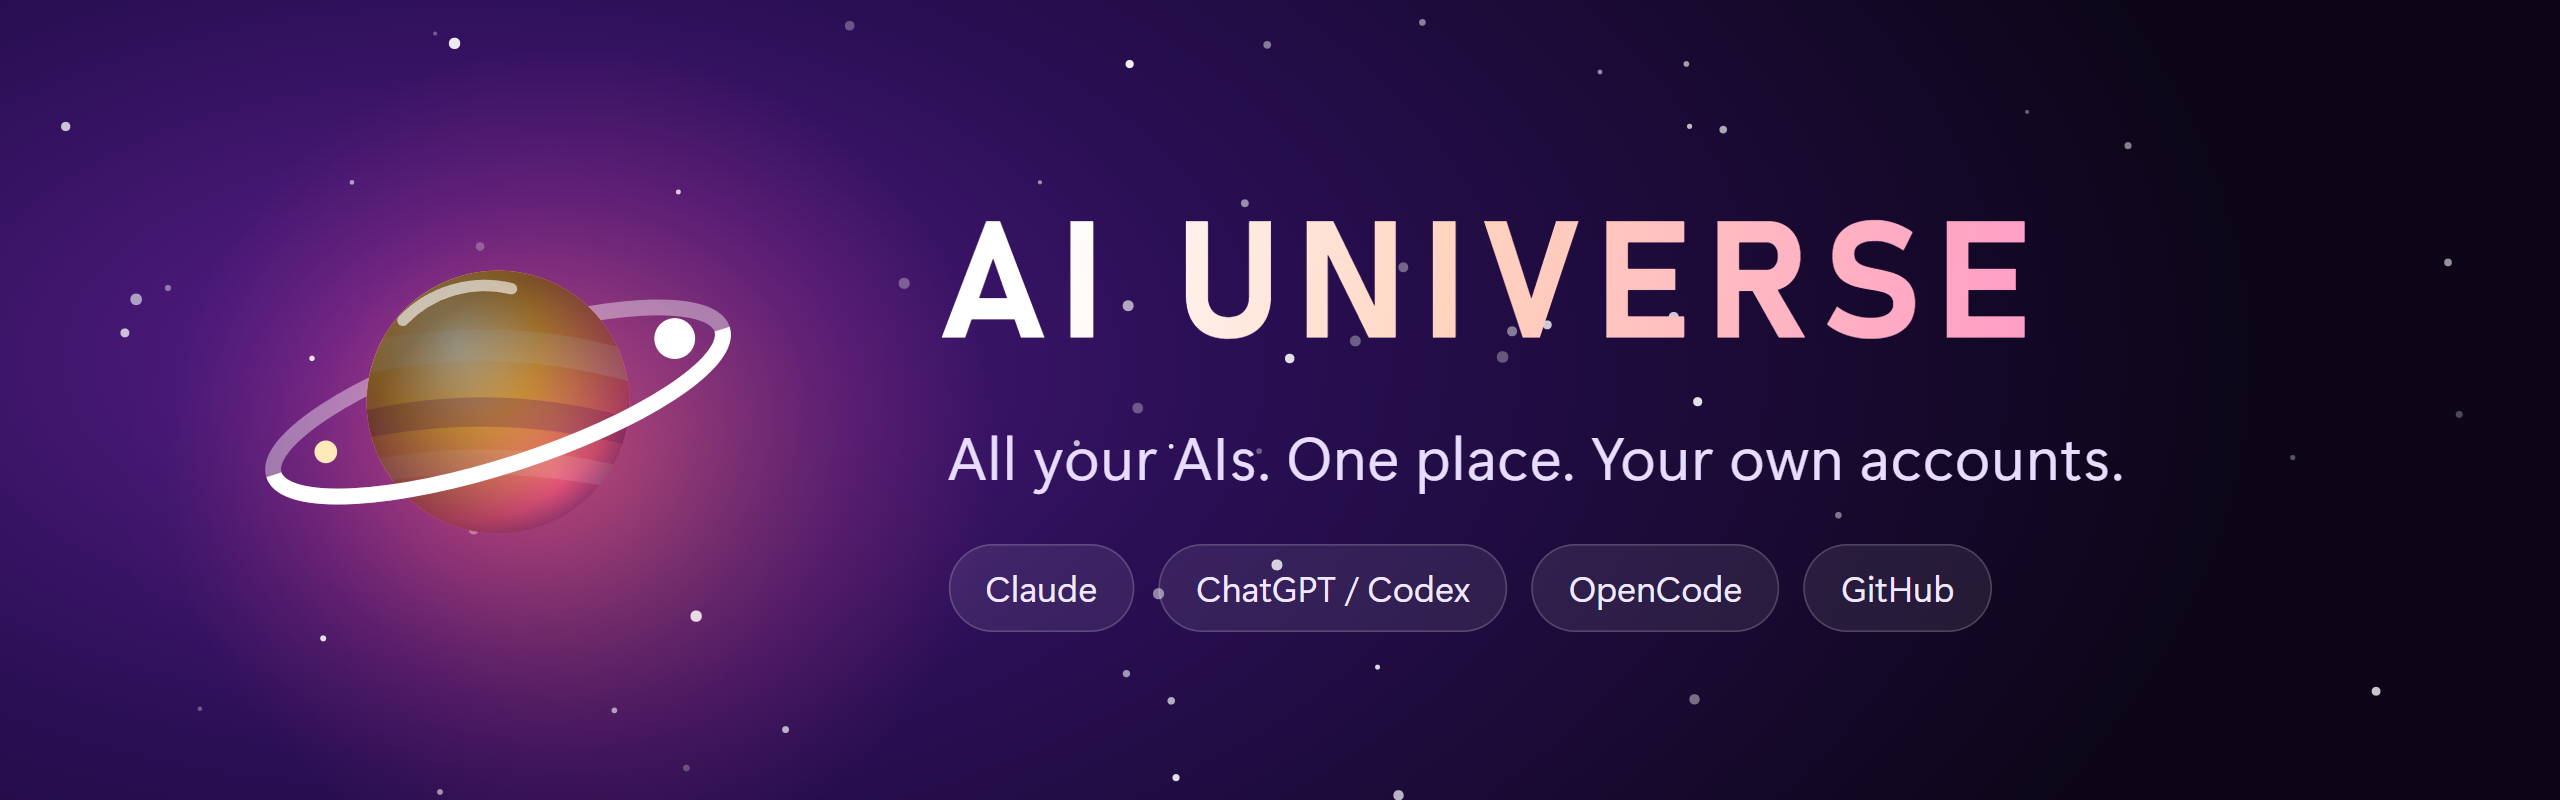 AI UNIVERSE
All your AIs. One place. Your own accounts.
Claude ChatGPT / Codex OpenCode GitHub